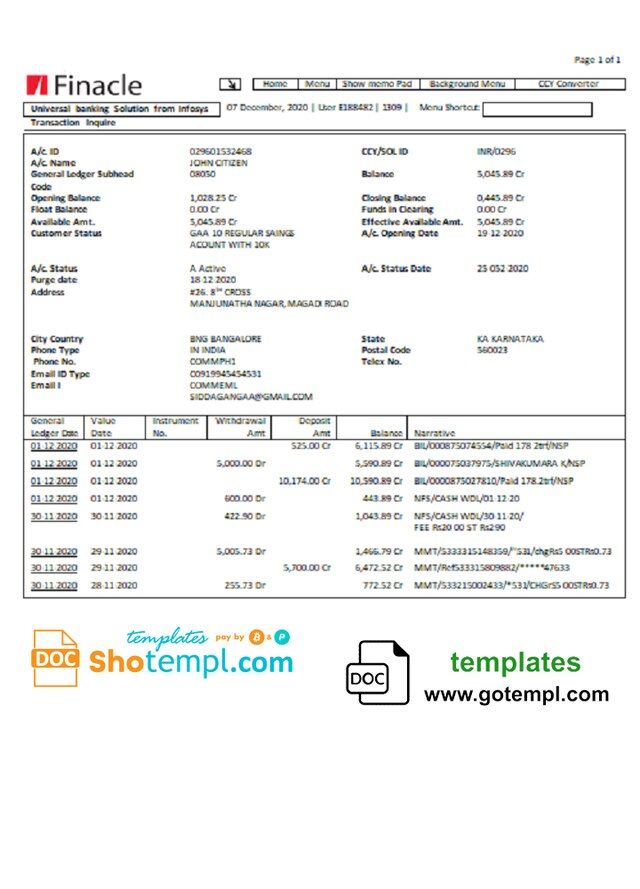 Page 1 of 1
Finacle
Home Menu Show memo Pad Background Menu CCY Converter
Universal banking Solution from Infosys 07 December, 2020 | User E188482 | 1309 | Menu Shortcut:
Transaction Inquire
A/c. ID 029601532468 CCY/SOL ID INR/0296
A/c. Name JOHN CITIZEN
General Ledger Subhead 08050 Balance 5,045.89 Cr
Code
Opening Balance 1,028.25 Cr Closing Balance 0,445.89 Cr
Float Balance 0.00 Cr Funds in Clearing 0.00 Cr
Available Amt. 5,045.89 Cr Effective Available Amt. 5,045.89 Cr
Customer Status GAA 10 REGULAR SAINGS A/c. Opening Date 19-12-2020
ACOUNT WITH 10K
A/c. Status A Active A/c. Status Date 25 052 2020
Purge date 18-12-2020
Address #26. 8TH CROSS
MANJUNATHA NAGAR, MAGADI ROAD
City Country BNG BANGALORE State KA KARNATAKA
Phone Type IN INDIA Postal Code 560023
Phone No. COMMPH1 Telex No.
Email ID Type C00919945454531
Email I COMMEML
SIDDAGANGAA@GMAIL.COM
General Value Instrument Withdrawal Deposit
Ledger Date Date No. Amt Amt Balance Narrative
01-12-2020 01-12-2020 525.00 Cr 6,115.89 Cr BIL/000875074554/Paid 178 2trf/NSP
01-12-2020 01-12-2020 5,000.00 Dr 5,590.89 Cr BIL/000075037975/SHIVAKUMARA K/NSP
01-12-2020 01-12-2020 10,174.00 Cr 10,590.89 Cr BIL/0000875027810/Paid 178.2trf/NSP
01-12-2020 01-12-2020 600.00 Dr 443.89 Cr NFS/CASH WDL/01-12-20
30-11-2020 30-11-2020 422.90 Dr 1,043.89 Cr NFS/CASH WDL/30-11-20/
FEE Rs20 00 ST Rs290
30-11-2020 29-11-2020 5,005.73 Dr 1,466.79 Cr MMT/5333315148359/*531/chgRs5 00STRs0.73
30-11-2020 29-11-2020 5,700.00 Cr 6,472.52 Cr MMT/Ref533315809882/*****47633
30-11-2020 28-11-2020 255.73 Dr 772.52 Cr MMT/533215002433/*531/CHGrS5 00STRs0.73
templates pay by B & P
DOC Shotempl.com
DOC templates
www.gotempl.com